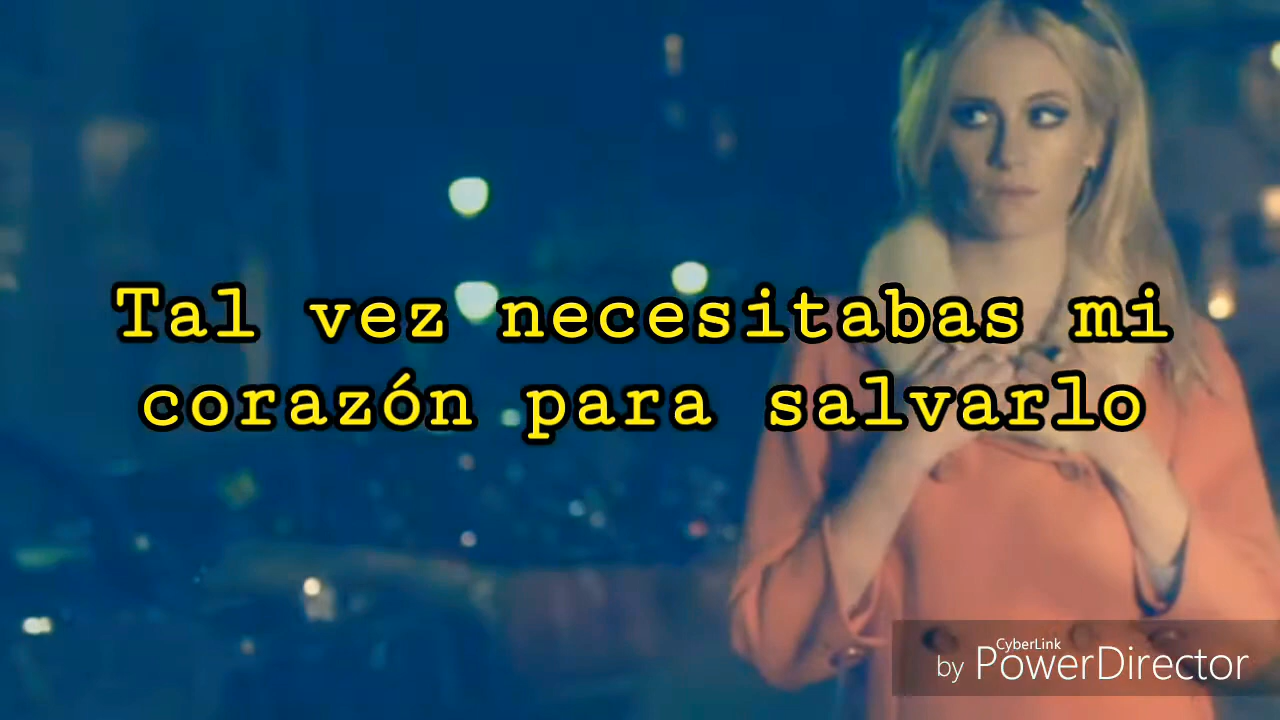 Tal vez necesitabas mi
corazón para salvarlo
CyberLink
by PowerDirector